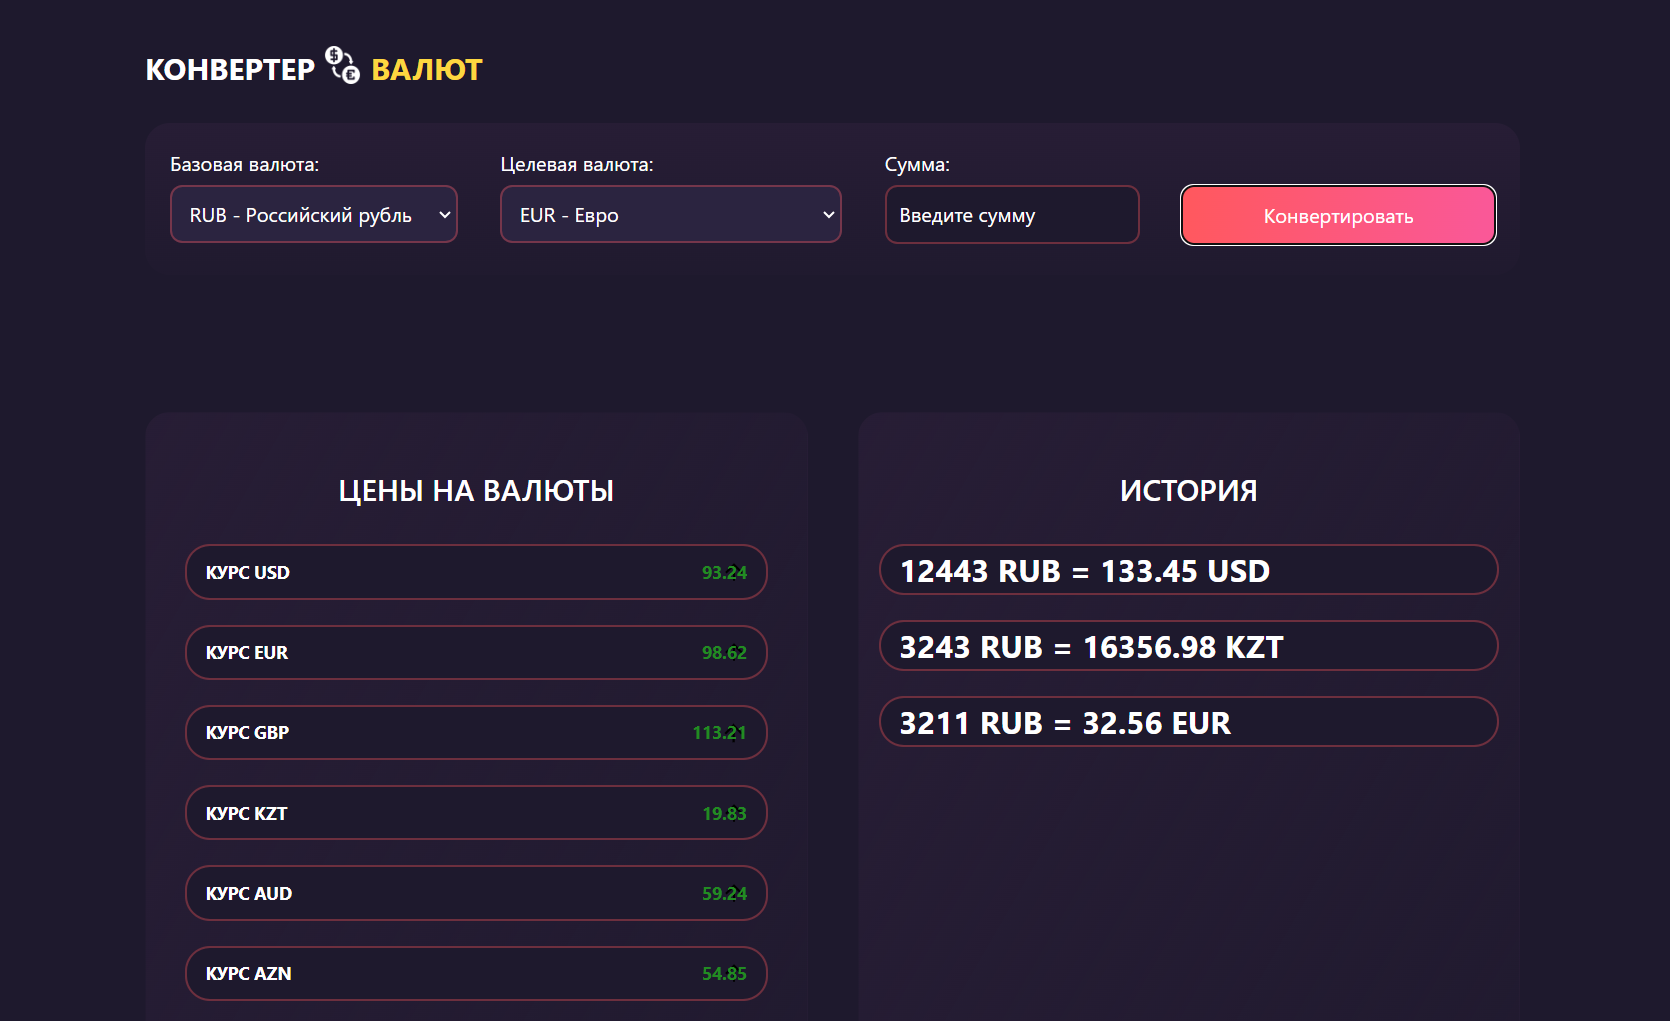 КОНВЕРТЕР ВАЛЮТ
Базовая валюта:
RUB - Российский рубль
Целевая валюта:
EUR - Евро
Сумма:
Введите сумму
Конвертировать
ЦЕНЫ НА ВАЛЮТЫ
КУРС USD 93.24
КУРС EUR 98.62
КУРС GBP 113.21
КУРС KZT 19.83
КУРС AUD 59.24
КУРС AZN 54.85
ИСТОРИЯ
12443 RUB = 133.45 USD
3243 RUB = 16356.98 KZT
3211 RUB = 32.56 EUR